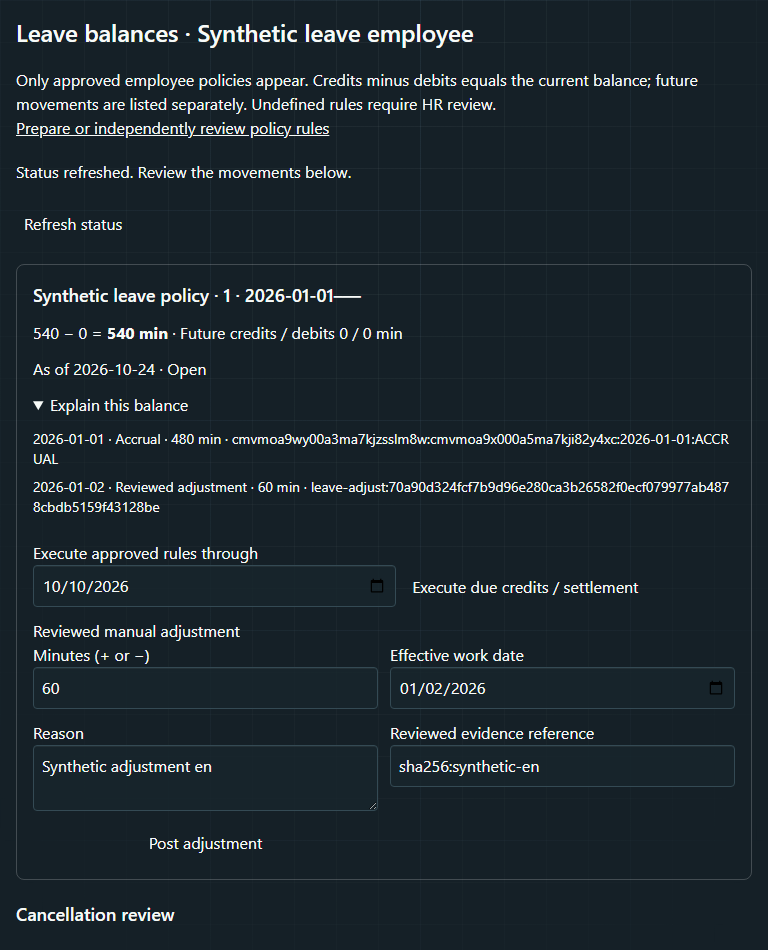 Leave balances · Synthetic leave employee
Only approved employee policies appear. Credits minus debits equals the current balance; future
movements are listed separately. Undefined rules require HR review.
Prepare or independently review policy rules
Status refreshed. Review the movements below.
Refresh status
Synthetic leave policy · 1 · 2026-01-01—–
540 − 0 = 540 min · Future credits / debits 0 / 0 min
As of 2026-10-24 · Open
▼ Explain this balance
2026-01-01 · Accrual · 480 min · cmvmoa9wy00a3ma7kjzsslm8w:cmvmoa9x000a5ma7kji82y4xc:2026-01-01:ACCR
UAL
2026-01-02 · Reviewed adjustment · 60 min · leave-adjust:70a90d324fcf7b9d96e280ca3b26582f0ecf079977ab487
8cbdb5159f43128be
Execute approved rules through
10/10/2026
Execute due credits / settlement
Reviewed manual adjustment
Minutes (+ or −)
Effective work date
60
01/02/2026
Reason
Reviewed evidence reference
Synthetic adjustment en
sha256:synthetic-en
Post adjustment
Cancellation review